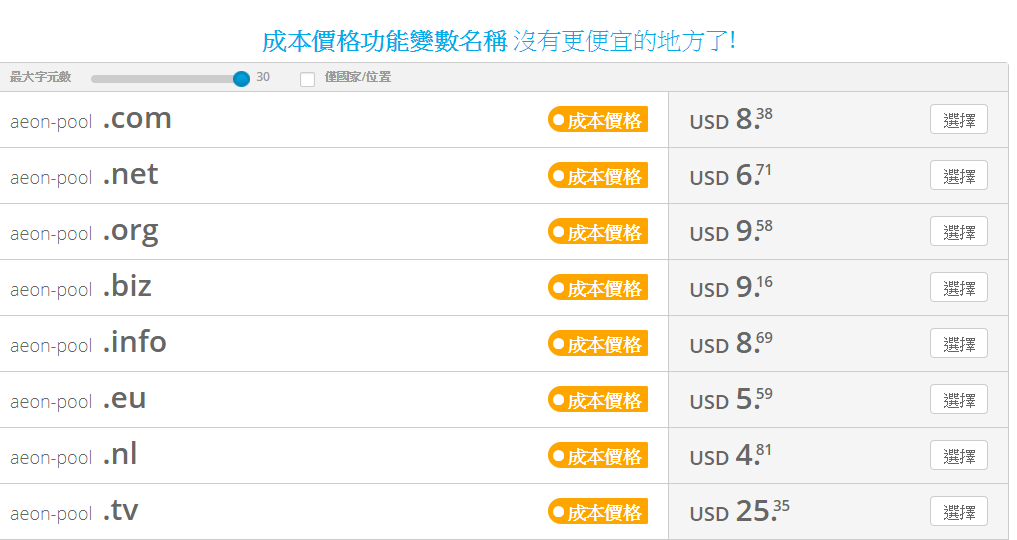 成本價格功能變數名稱 沒有更便宜的地方了!
最大字元數 30 僅國家/位置
aeon-pool .com 成本價格 USD 8.38 選擇
aeon-pool .net 成本價格 USD 6.71 選擇
aeon-pool .org 成本價格 USD 9.58 選擇
aeon-pool .biz 成本價格 USD 9.16 選擇
aeon-pool .info 成本價格 USD 8.69 選擇
aeon-pool .eu 成本價格 USD 5.59 選擇
aeon-pool .nl 成本價格 USD 4.81 選擇
aeon-pool .tv 成本價格 USD 25.35 選擇